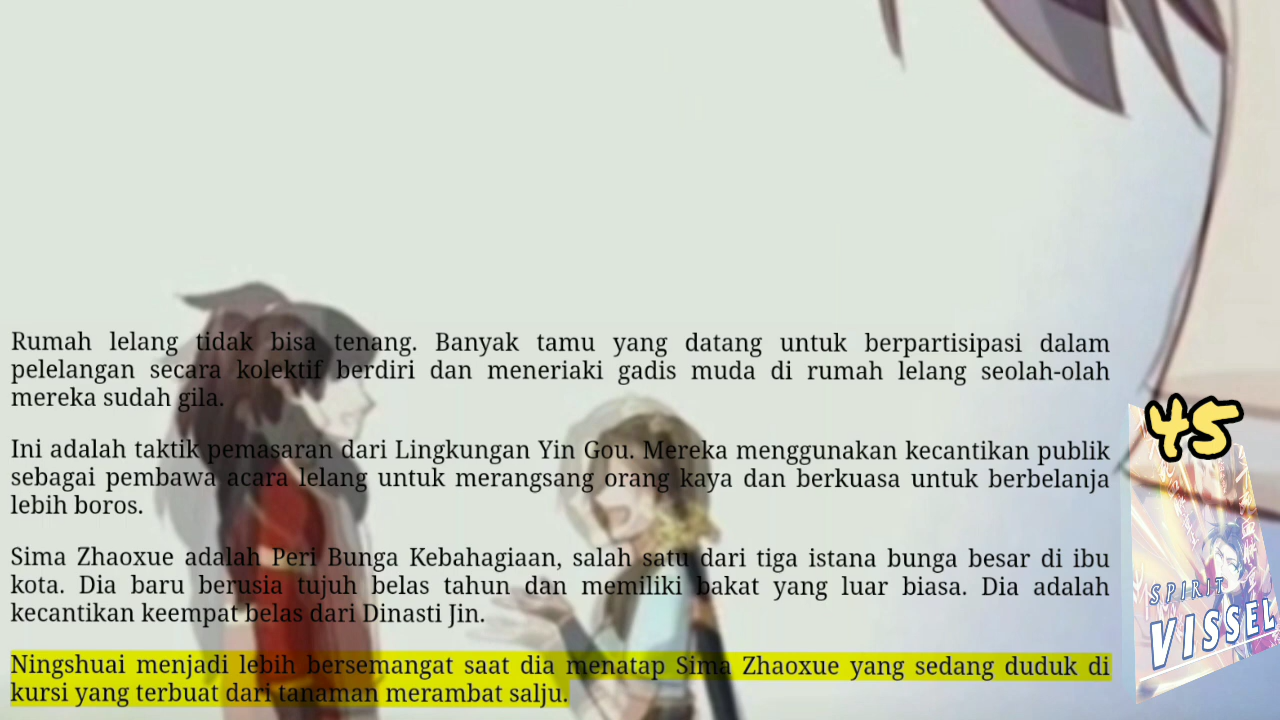 Rumah lelang tidak bisa tenang. Banyak tamu yang datang untuk berpartisipasi dalam
pelelangan secara kolektif berdiri dan meneriaki gadis muda di rumah lelang seolah-olah
mereka sudah gila.
Ini adalah taktik pemasaran dari Lingkungan Yin Gou. Mereka menggunakan kecantikan publik
sebagai pembawa acara lelang untuk merangsang orang kaya dan berkuasa untuk berbelanja
lebih boros.
Sima Zhaoxue adalah Peri Bunga Kebahagiaan, salah satu dari tiga istana bunga besar di ibu
kota. Dia baru berusia tujuh belas tahun dan memiliki bakat yang luar biasa. Dia adalah
kecantikan keempat belas dari Dinasti Jin.
Ningshuai menjadi lebih bersemangat saat dia menatap Sima Zhaoxue yang sedang duduk di
kursi yang terbuat dari tanaman merambat salju.
45
SPIRIT
VISSEL